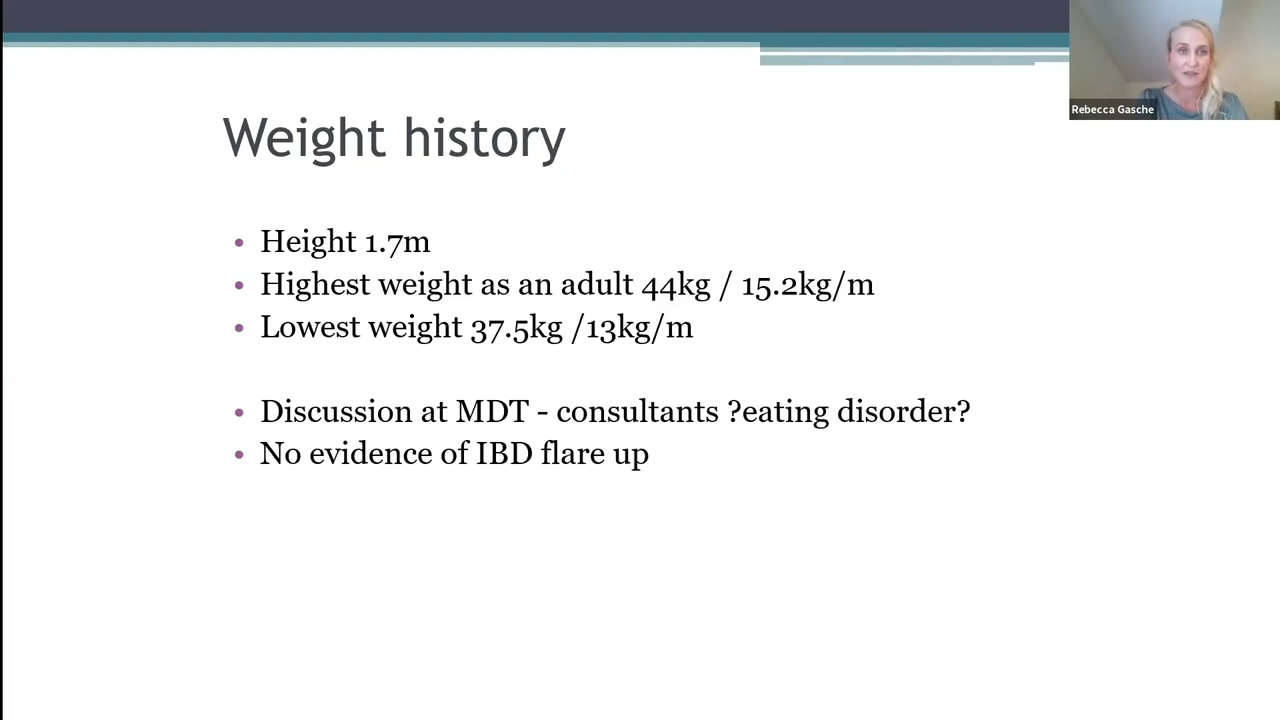 Rebecca Gasche
Weight history
• Height 1.7m
• Highest weight as an adult 44kg / 15.2kg/m
• Lowest weight 37.5kg /13kg/m
• Discussion at MDT - consultants ?eating disorder?
• No evidence of IBD flare up